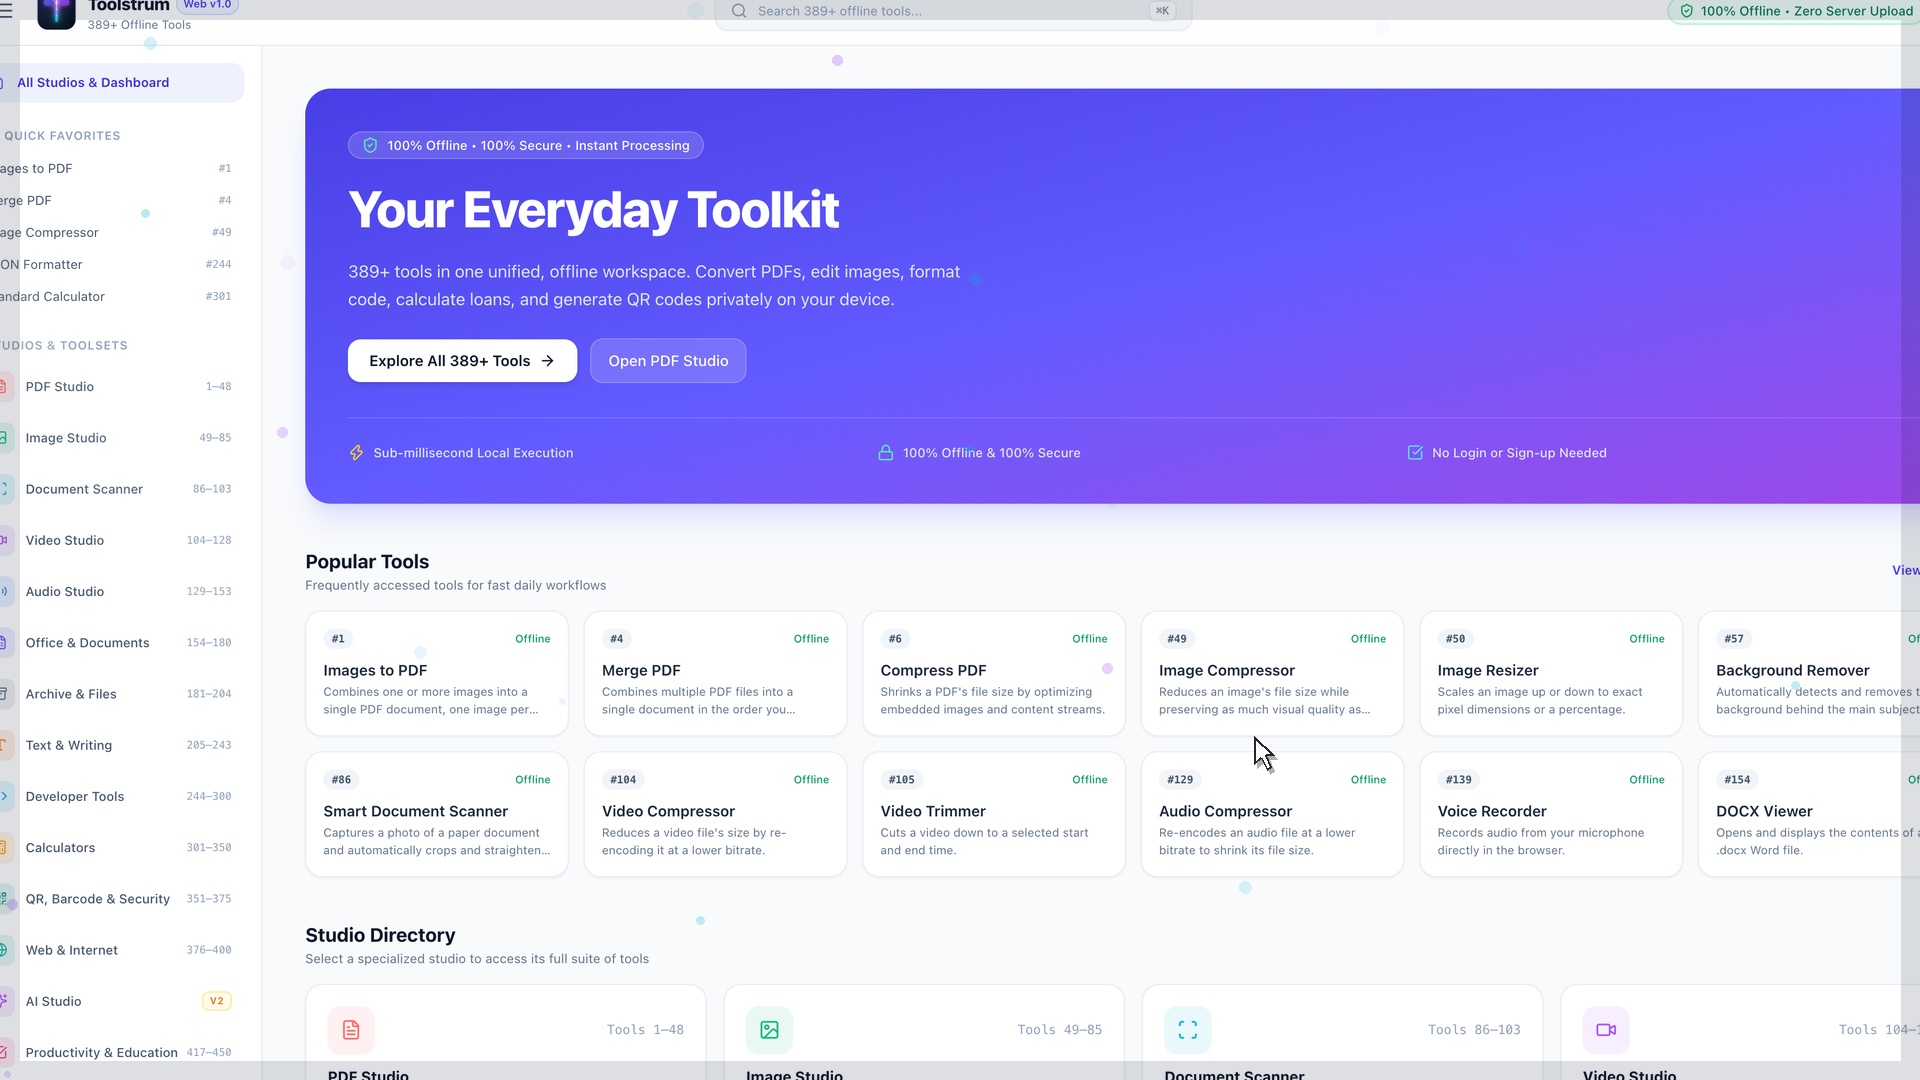 Toolstrum Web v1.0
389+ Offline Tools
Search 389+ offline tools...
⌘K
100% Offline • Zero Server Upload
All Studios & Dashboard
QUICK FAVORITES
ages to PDF #1
erge PDF #4
age Compressor #49
ON Formatter #244
andard Calculator #301
UDIOS & TOOLSETS
PDF Studio 1–48
Image Studio 49–85
Document Scanner 86–103
Video Studio 104–128
Audio Studio 129–153
Office & Documents 154–180
Archive & Files 181–204
Text & Writing 205–243
Developer Tools 244–300
Calculators 301–350
QR, Barcode & Security 351–375
Web & Internet 376–400
AI Studio V2
Productivity & Education 417–450
100% Offline • 100% Secure • Instant Processing
Your Everyday Toolkit
389+ tools in one unified, offline workspace. Convert PDFs, edit images, format
code, calculate loans, and generate QR codes privately on your device.
Explore All 389+ Tools →
Open PDF Studio
Sub-millisecond Local Execution
100% Offline & 100% Secure
No Login or Sign-up Needed
Popular Tools
Frequently accessed tools for fast daily workflows
View
#1 Offline
Images to PDF
Combines one or more images into a
single PDF document, one image per...
#4 Offline
Merge PDF
Combines multiple PDF files into a
single document in the order you...
#6 Offline
Compress PDF
Shrinks a PDF's file size by optimizing
embedded images and content streams.
#49 Offline
Image Compressor
Reduces an image's file size while
preserving as much visual quality as...
#50 Offline
Image Resizer
Scales an image up or down to exact
pixel dimensions or a percentage.
#57 Of
Background Remover
Automatically detects and removes t
background behind the main subject
#86 Offline
Smart Document Scanner
Captures a photo of a paper document
and automatically crops and straighten...
#104 Offline
Video Compressor
Reduces a video file's size by re-
encoding it at a lower bitrate.
#105 Offline
Video Trimmer
Cuts a video down to a selected start
and end time.
#129 Offline
Audio Compressor
Re-encodes an audio file at a lower
bitrate to shrink its file size.
#139 Offline
Voice Recorder
Records audio from your microphone
directly in the browser.
#154 Of
DOCX Viewer
Opens and displays the contents of a
.docx Word file.
Studio Directory
Select a specialized studio to access its full suite of tools
Tools 1–48
PDF Studio
Tools 49–85
Image Studio
Tools 86–103
Document Scanner
Tools 104–1
Video Studio